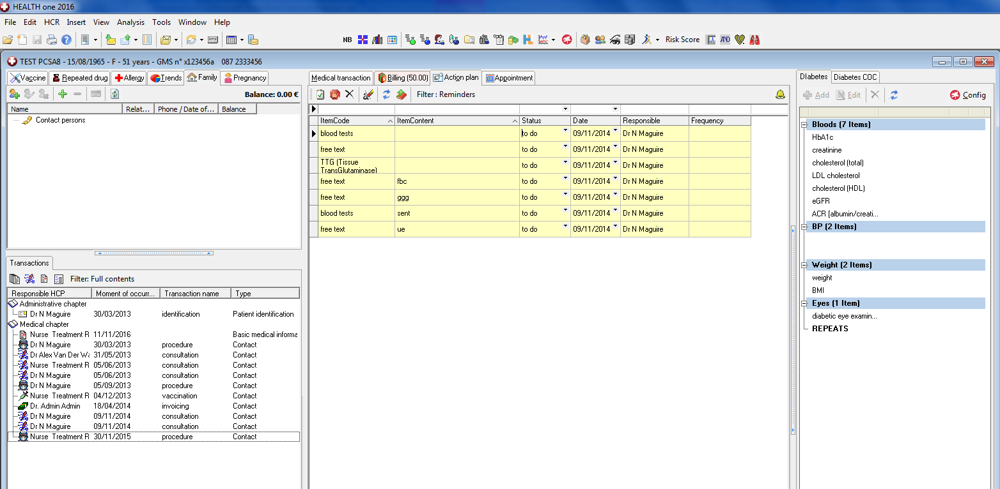 HEALTH one 2016
File Edit HCR Insert View Analysis Tools Window Help
NB Risk Score AND
TEST PCSA8 - 15/08/1965 - F - 51 years - GMS n° x123456a 087 2333456
Vaccine Repeated drug Allergy Trends Family Pregnancy
Balance: 0.00 €
Name Relat... Phone / Date of... Balance
Contact persons
Transactions
Filter: Full contents
Responsible HCP Moment of occurr... Transaction name Type
Administrative chapter
Dr N Maguire 30/03/2013 identification Patient identification
Medical chapter
Nurse Treatment R 11/11/2016 Basic medical informa
Dr N Maguire 30/03/2013 procedure Contact
Dr Alex Van Der Wa 31/05/2013 consultation Contact
Nurse Treatment R 05/06/2013 consultation Contact
Dr N Maguire 05/06/2013 consultation Contact
Dr N Maguire 05/09/2013 procedure Contact
Nurse Treatment R 04/12/2013 vaccination Contact
Dr. Admin Admin 18/04/2014 invoicing Contact
Dr N Maguire 09/11/2014 consultation Contact
Dr N Maguire 09/11/2014 consultation Contact
Nurse Treatment R 30/11/2015 procedure Contact
Medical transaction Billing (50.00) Action plan Appointment
Filter : Reminders
ItemCode ItemContent Status Date Responsible Frequency
blood tests to do 09/11/2014 Dr N Maguire
free text to do 09/11/2014 Dr N Maguire
TTG (Tissue
TransGlutaminase) to do 09/11/2014 Dr N Maguire
free text fbc to do 09/11/2014 Dr N Maguire
free text ggg to do 09/11/2014 Dr N Maguire
blood tests sent to do 09/11/2014 Dr N Maguire
free text ue to do 09/11/2014 Dr N Maguire
DIabetes Diabetes COC
Add Edit Config
Bloods (7 Items)
HbA1c
creatinine
cholesterol (total)
LDL cholesterol
cholesterol (HDL)
eGFR
ACR [albumin/creati...
BP (2 Items)
Weight (2 Items)
weight
BMI
Eyes (1 Item)
diabetic eye examin...
REPEATS